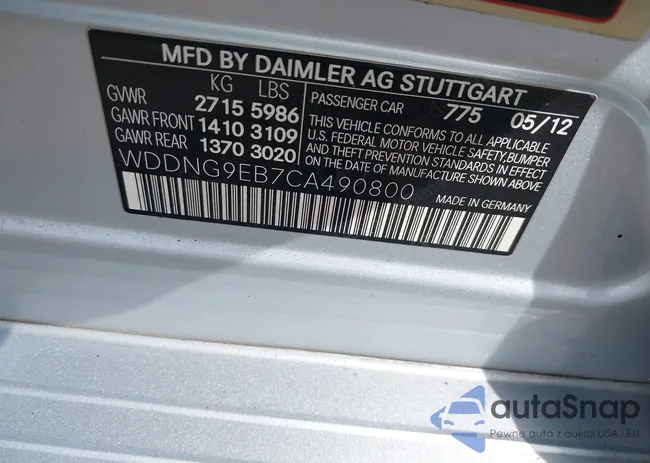 MFD BY DAIMLER AG STUTTGART
KG LBS
GVWR 2715 5986
GAWR FRONT 1410 3109
GAWR REAR 1370 3020
PASSENGER CAR 775 05/12
THIS VEHICLE CONFORMS TO ALL APPLICABLE
U.S. FEDERAL MOTOR VEHICLE SAFETY, BUMPER
AND THEFT PREVENTION STANDARDS IN EFFECT
ON THE DATE OF MANUFACTURE SHOWN ABOVE
WDDNG9EB7CA490800
MADE IN GERMANY
autoSnap
Pewne auta z aukcji USA - EU